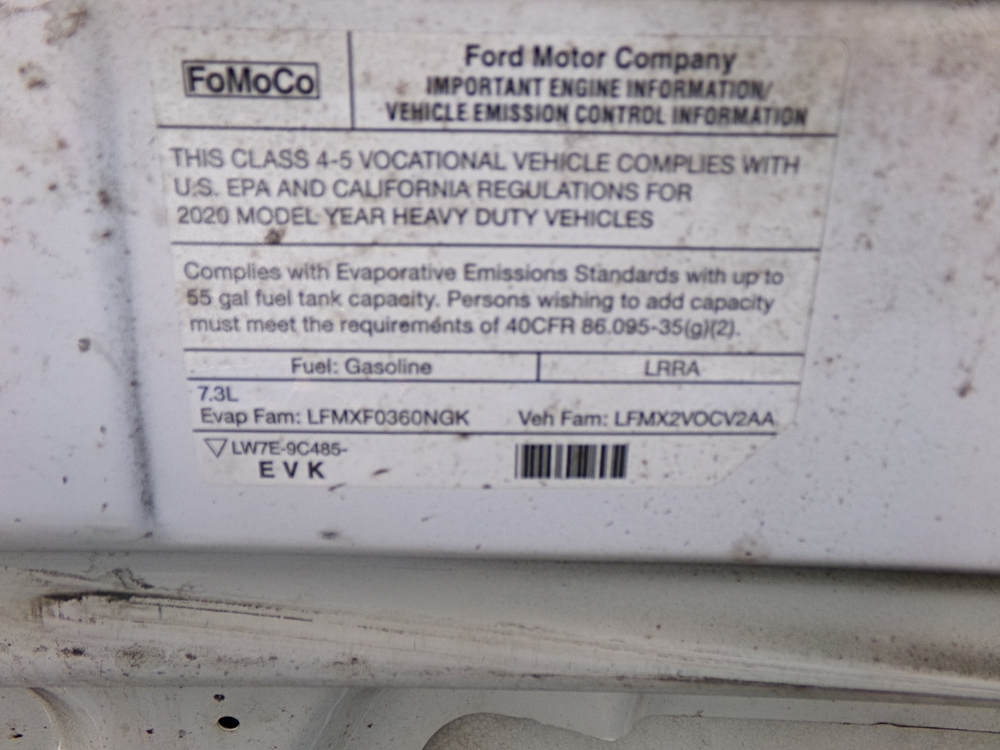 FoMoCo
Ford Motor Company
IMPORTANT ENGINE INFORMATION/
VEHICLE EMISSION CONTROL INFORMATION
THIS CLASS 4-5 VOCATIONAL VEHICLE COMPLIES WITH
U.S. EPA AND CALIFORNIA REGULATIONS FOR
2020 MODEL YEAR HEAVY DUTY VEHICLES
Complies with Evaporative Emissions Standards with up to
55 gal fuel tank capacity. Persons wishing to add capacity
must meet the requirements of 40CFR 86.095-35(g)(2).
Fuel: Gasoline LRRA
7.3L
Evap Fam: LFMXF0360NGK Veh Fam: LFMX2VOCV2AA
LW7E-9C485-
EVK